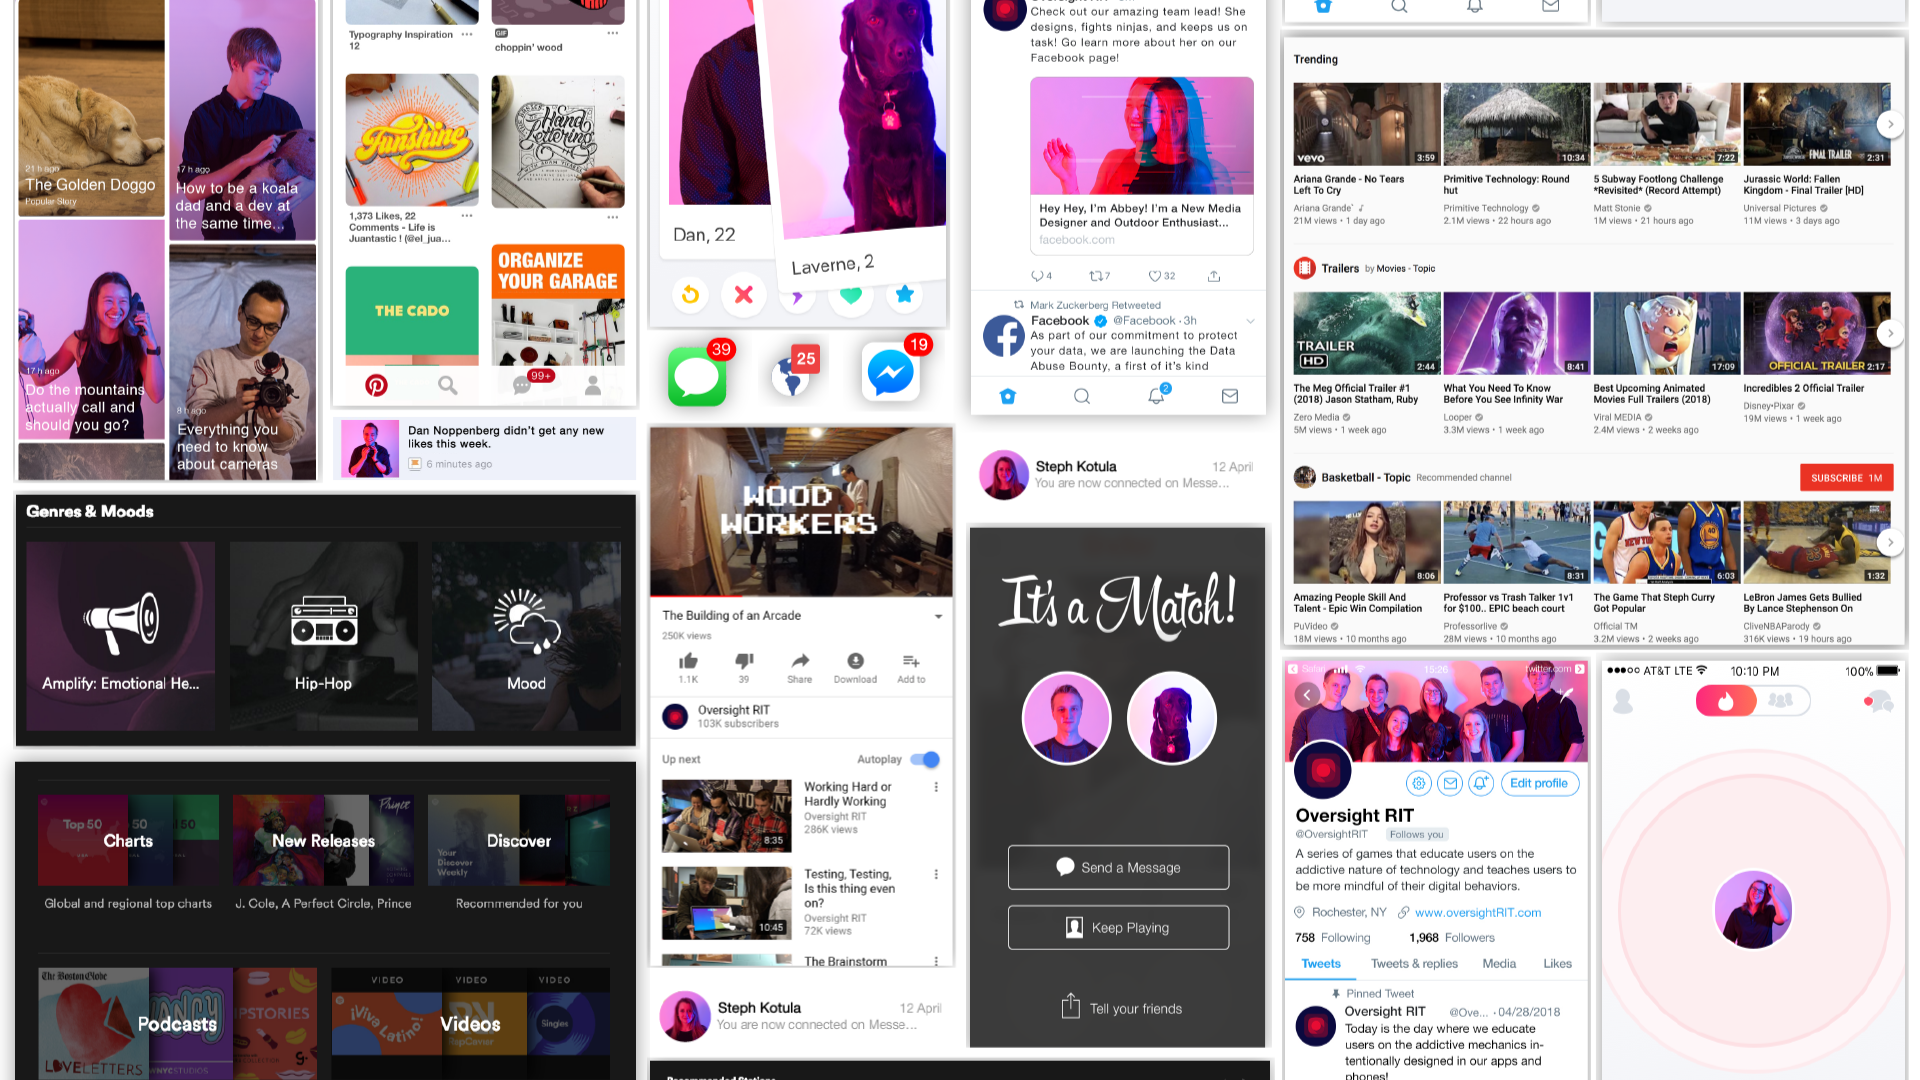 21 h ago
The Golden Doggo
Popular Story
17 h ago
How to be a koala
dad and a dev at
the same time...
17 h ago
Do the mountains
actually call and
should you go?
8 h ago
Everything you
need to know
about cameras
Typography Inspiration
12
GIF
choppin' wood
Funshine
Hand
Lettering
1,373 Likes, 22
Comments - Life is
Juantastic ! (@el_jua...
THE CADO
ORGANIZE
YOUR GARAGE
99+
Dan Noppenberg didn't get any new
likes this week.
6 minutes ago
Genres & Moods
Amplify: Emotional He...
Hip-Hop
Mood
Top 50
50
50
Charts
Global and regional top charts
Prince
New Releases
J. Cole, A Perfect Circle, Prince
Your
Discover
Weekly
Discover
Recommended for you
The Boston Globe
LOVELETTERS
WNYCSTUDIOS
Podcasts
VIDEO
VIDEO
VIDEO
¡Viva Latino!
RapCaviar
Singles
Videos
Dan, 22
Laverne, 2
39
25
19
WOOD
WORKERS
The Building of an Arcade
250K views
1.1K
39
Share
Download
Add to
Oversight RIT
103K subscribers
Up next
Autoplay
Working Hard or
Hardly Working
Oversight RIT
286K views
8:35
Testing, Testing,
Is this thing even
on?
Oversight RIT
72K views
10:45
The Brainstorm
Steph Kotula
12 April
You are now connected on Messe...
Check out our amazing team lead! She
designs, fights ninjas, and keeps us on
task! Go learn more about her on our
Facebook page!
Hey Hey, I'm Abbey! I'm a New Media
Designer and Outdoor Enthusiast...
facebook.com
4
7
32
Mark Zuckerberg Retweeted
Facebook @Facebook · 3h
As part of our commitment to protect
your data, we are launching the Data
Abuse Bounty, a first of it's kind
2
Steph Kotula
12 April
You are now connected on Messe...
It's a Match!
Send a Message
Keep Playing
Tell your friends
Recommended Stations
Trending
vevo
3:59
Ariana Grande - No Tears
Left To Cry
Ariana Grande
21M views • 1 day ago
10:34
Primitive Technology: Round
hut
Primitive Technology
2.1M views • 22 hours ago
7:22
5 Subway Footlong Challenge
*Revisited* (Record Attempt)
Matt Stonie
1M views • 21 hours ago
FINAL TRAILER
2:31
Jurassic World: Fallen
Kingdom - Final Trailer [HD]
Universal Pictures
11M views • 3 days ago
Trailers by Movies - Topic
TRAILER
HD
2:44
The Meg Official Trailer #1
(2018) Jason Statham, Ruby
Zero Media
5M views • 1 week ago
8:41
What You Need To Know
Before You See Infinity War
Looper
3.3M views • 1 week ago
17:09
Best Upcoming Animated
Movies Full Trailers (2018)
Viral MEDIA
2.4M views • 2 weeks ago
OFFICIAL TRAILER
2:17
Incredibles 2 Official Trailer
Disney•Pixar
19M views • 1 week ago
Basketball - Topic Recommended channel
SUBSCRIBE 1M
8:06
Amazing People Skill And
Talent - Epic Win Compilation
PuVideo
18M views • 10 months ago
8:31
Professor vs Trash Talker 1v1
for $100.. EPIC beach court
Professorlive
28M views • 10 months ago
6:03
The Game That Steph Curry
Got Popular
Official TM
3.2M views • 2 weeks ago
1:32
LeBron James Gets Bullied
By Lance Stephenson On
CliveNBAParody
316K views • 19 hours ago
Safari
15:26
twitter.com
Edit profile
Oversight RIT
@OversightRIT Follows you
A series of games that educate users on the
addictive nature of technology and teaches users to
be more mindful of their digital behaviors.
Rochester, NY www.oversightRIT.com
758 Following 1,968 Followers
Tweets Tweets & replies Media Likes
Pinned Tweet
Oversight RIT @Ove... · 04/28/2018
Today is the day where we educate
users on the addictive mechanics in-
tentionally designed in our apps and
phones!
AT&T LTE
10:10 PM
100%